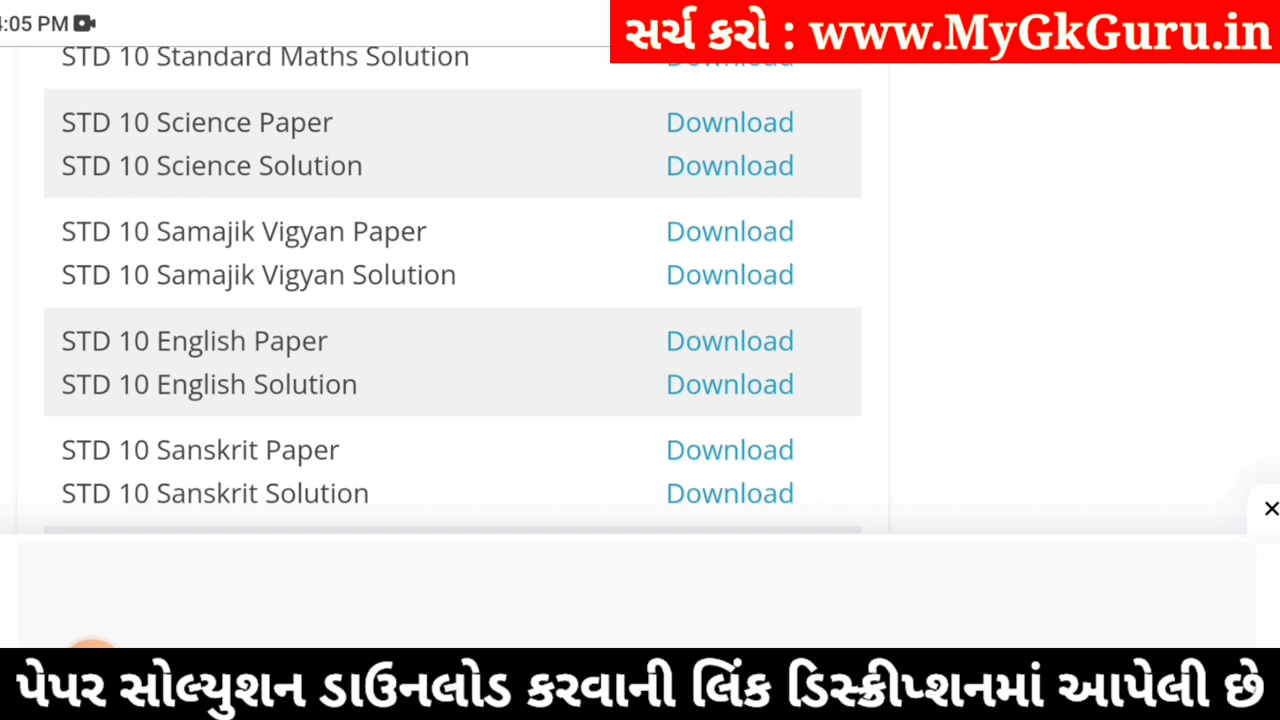 4:05 PM
સર્ચ કરો : www.MyGkGuru.in
STD 10 Standard Maths Solution Download
STD 10 Science Paper Download
STD 10 Science Solution Download
STD 10 Samajik Vigyan Paper Download
STD 10 Samajik Vigyan Solution Download
STD 10 English Paper Download
STD 10 English Solution Download
STD 10 Sanskrit Paper Download
STD 10 Sanskrit Solution Download
પેપર સોલ્યુશન ડાઉનલોડ કરવાની લિંક ડિસ્ક્રીપ્શનમાં આપેલી છે